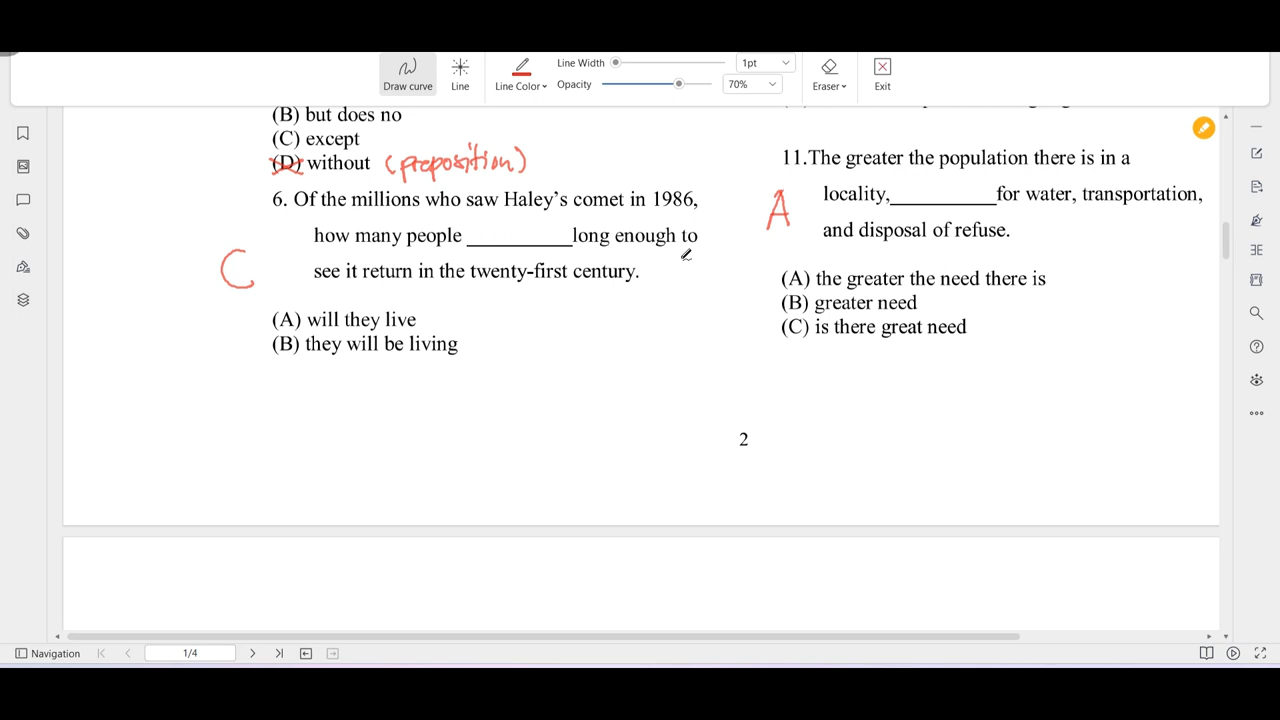 Line Width
1pt
Draw curve
Line
Line Color
Opacity
70%
Eraser
Exit
(B) but does no
(C) except
(D) without (preposition)
6. Of the millions who saw Haley’s comet in 1986,
how many people __________long enough to
C
see it return in the twenty-first century.
(A) will they live
(B) they will be living
11.The greater the population there is in a
locality,__________for water, transportation,
A
and disposal of refuse.
(A) the greater the need there is
(B) greater need
(C) is there great need
2
Navigation
1/4